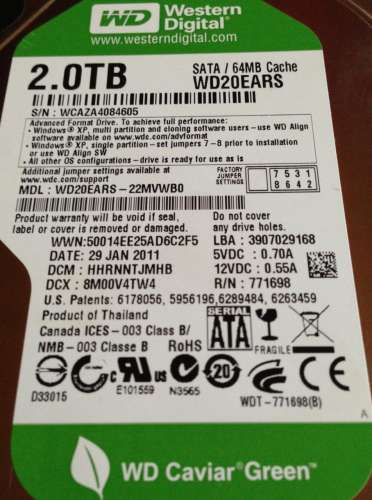 WD Western Digital®
www.westerndigital.com
2.0TB SATA / 64MB Cache
WD20EARS
S/N : WCAZA4084605
Advanced Format Drive. To achieve full performance:
• Windows® XP, multi partition and cloning software users - use WD Align
software available on www.wdc.com/advformat
• Windows® XP, single partition - set jumpers 7 - 8 prior to installation
or use WD Align SW
• All other OS configurations - drive is ready for use as is
Additional jumper settings available at
www.wdc.com/support
FACTORY JUMPER SETTINGS
7 5 3 1
8 6 4 2
MDL : WD20EARS-22MVWB0
Product warranty will be void if seal,
label or cover is removed or damaged.
Do not cover
any drive holes.
WWN:50014EE25AD6C2F5
LBA : 3907029168
DATE: 29 JAN 2011
5VDC : 0.70A
DCM : HHRNNTJMHB
12VDC : 0.55A
DCX : 8M00V4TW4
R/N : 771698
U.S. Patents: 6178056, 5956196,6289484, 6263459
Product of Thailand
Canada ICES-003 Class B/
NMB-003 Classe B RoHS
SERIAL ATA
FRAGILE
D33015
E101559
N3565
20
WDT-771698(B)
A
WD Caviar® Green™